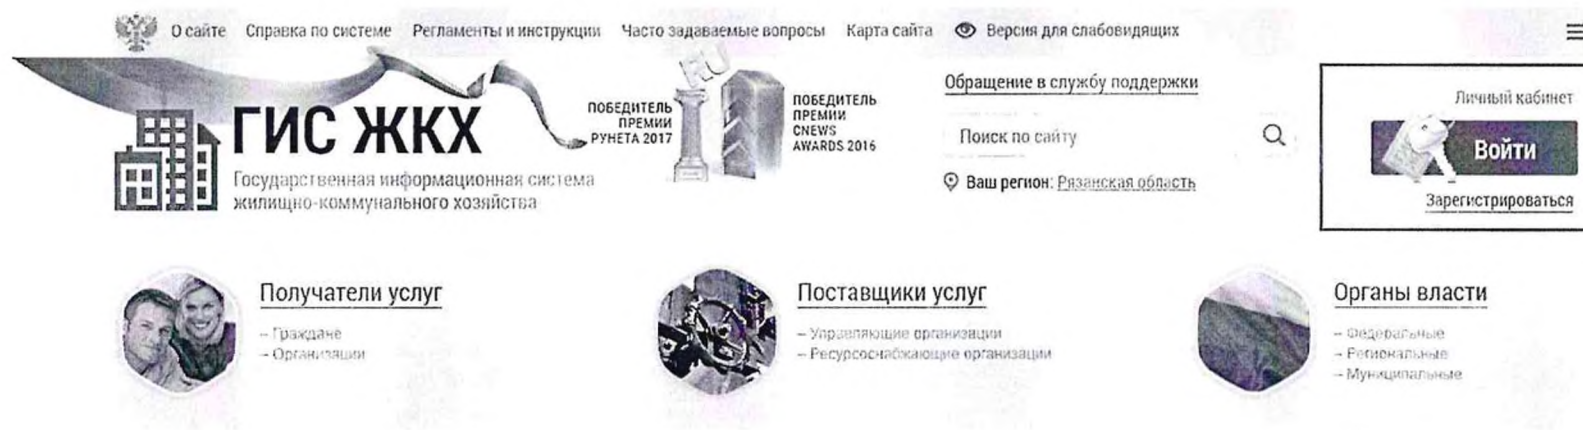 О сайте Справка по системе Регламенты и инструкции Часто задаваемые вопросы Карта сайта Версия для слабовидящих
ГИС ЖКХ
Государственная информационная система
жилищно-коммунального хозяйства
ПОБЕДИТЕЛЬ
ПРЕМИИ
РУНЕТА 2017
RU
ПОБЕДИТЕЛЬ
ПРЕМИИ
CNEWS
AWARDS 2016
Обращение в службу поддержки
Поиск по сайту
Ваш регион: Рязанская область
Личный кабинет
Войти
Зарегистрироваться
Получатели услуг
– Граждане
– Организации
Поставщики услуг
– Управляющие организации
– Ресурсоснабжающие организации
Органы власти
– Федеральные
– Региональные
– Муниципальные